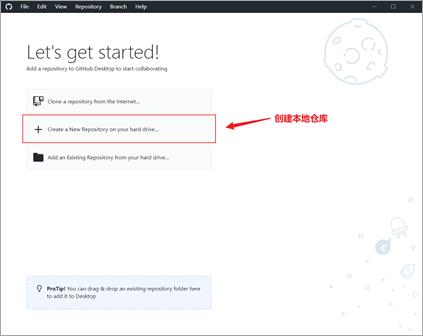 File Edit View Repository Branch Help
Let's get started!
Add a repository to GitHub Desktop to start collaborating
Clone a repository from the Internet...
Create a New Repository on your hard drive...
创建本地仓库
Add an Existing Repository from your hard drive...
ProTip! You can drag & drop an existing repository folder here
to add it to Desktop